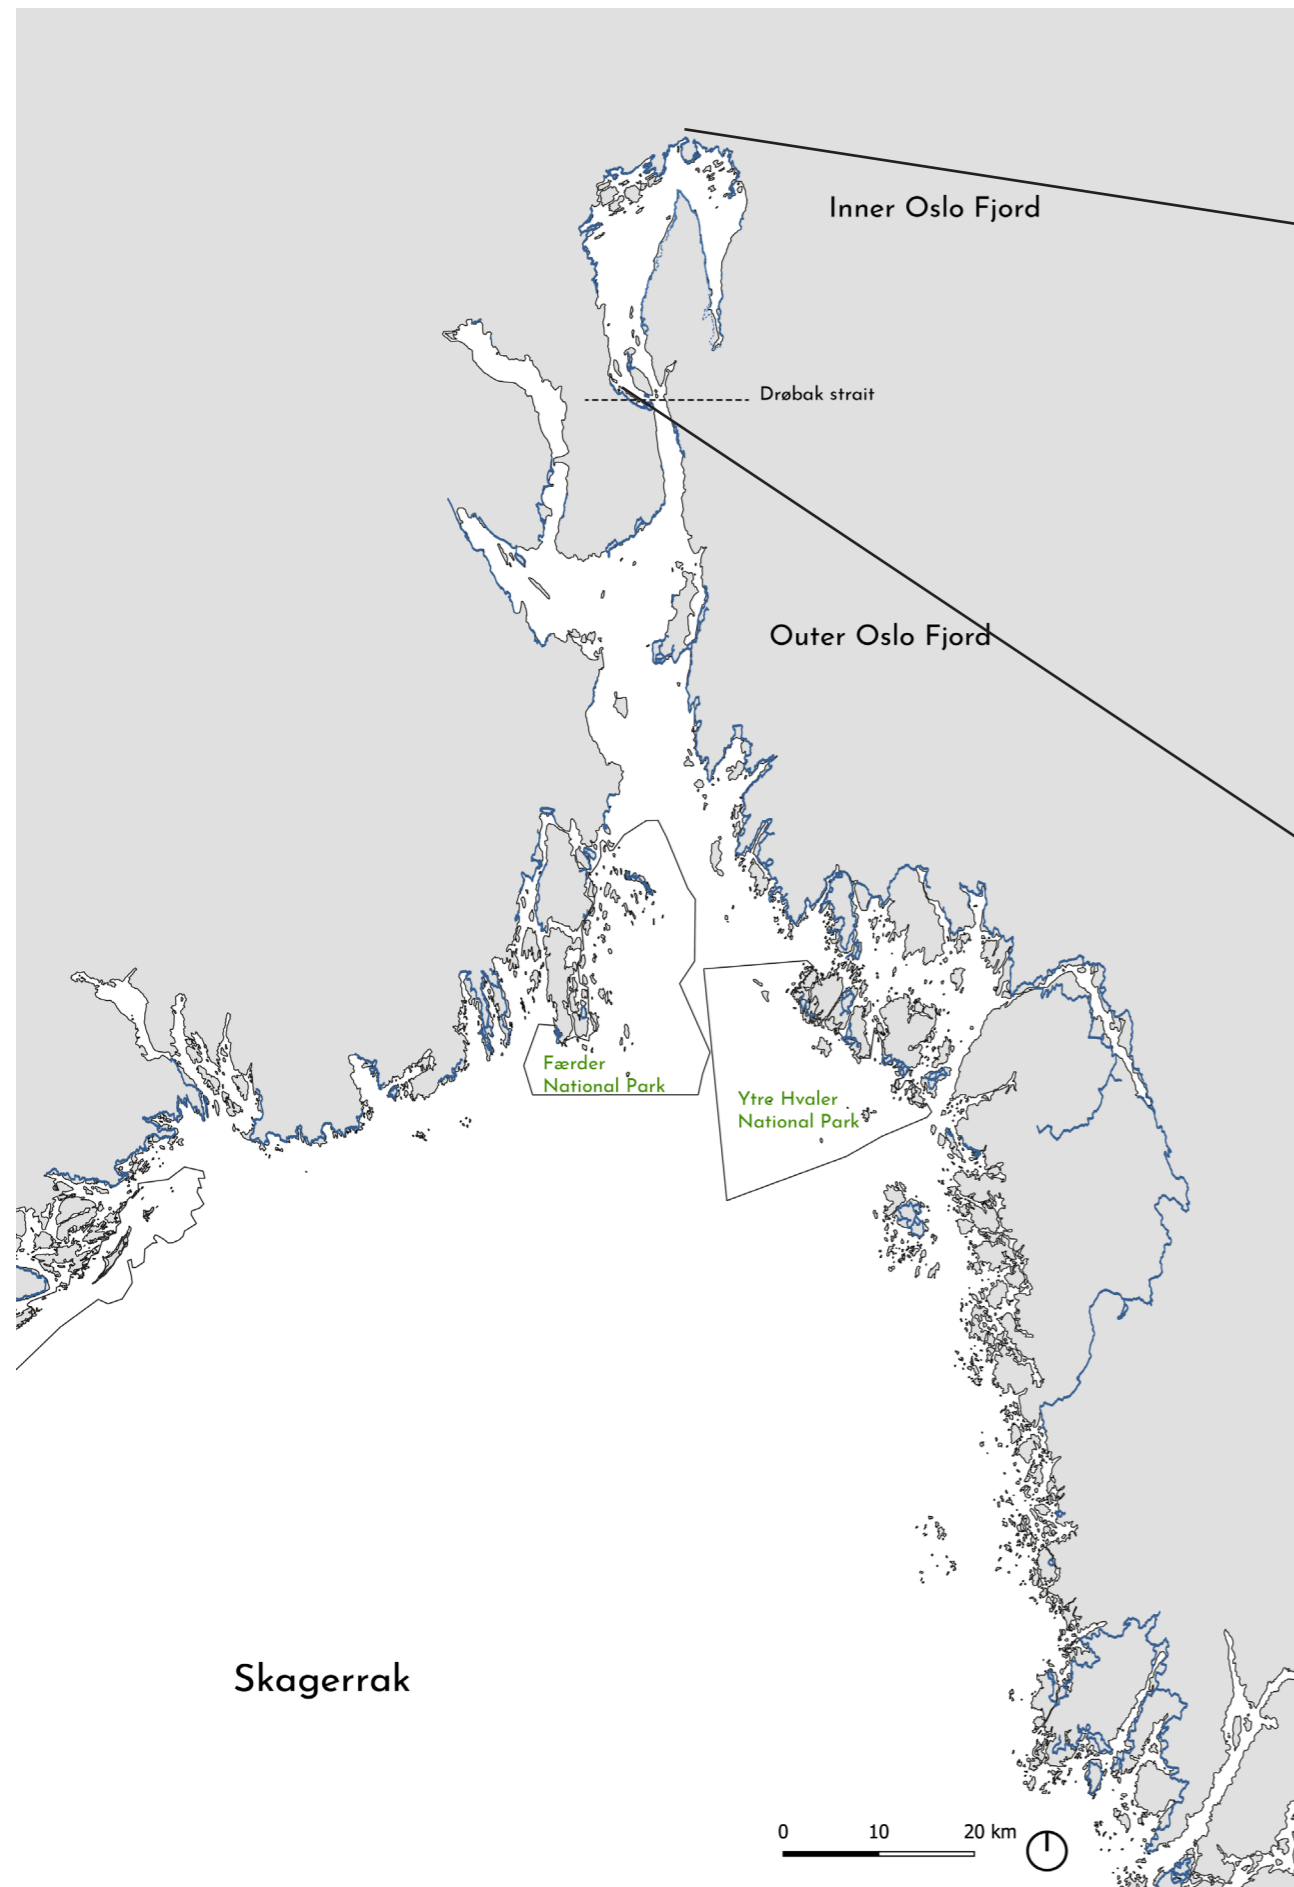 Inner Oslo Fjord
Drøbak strait
Outer Oslo Fjord
Færder
National Park
Ytre Hvaler
National Park
Skagerrak
0 10 20 km